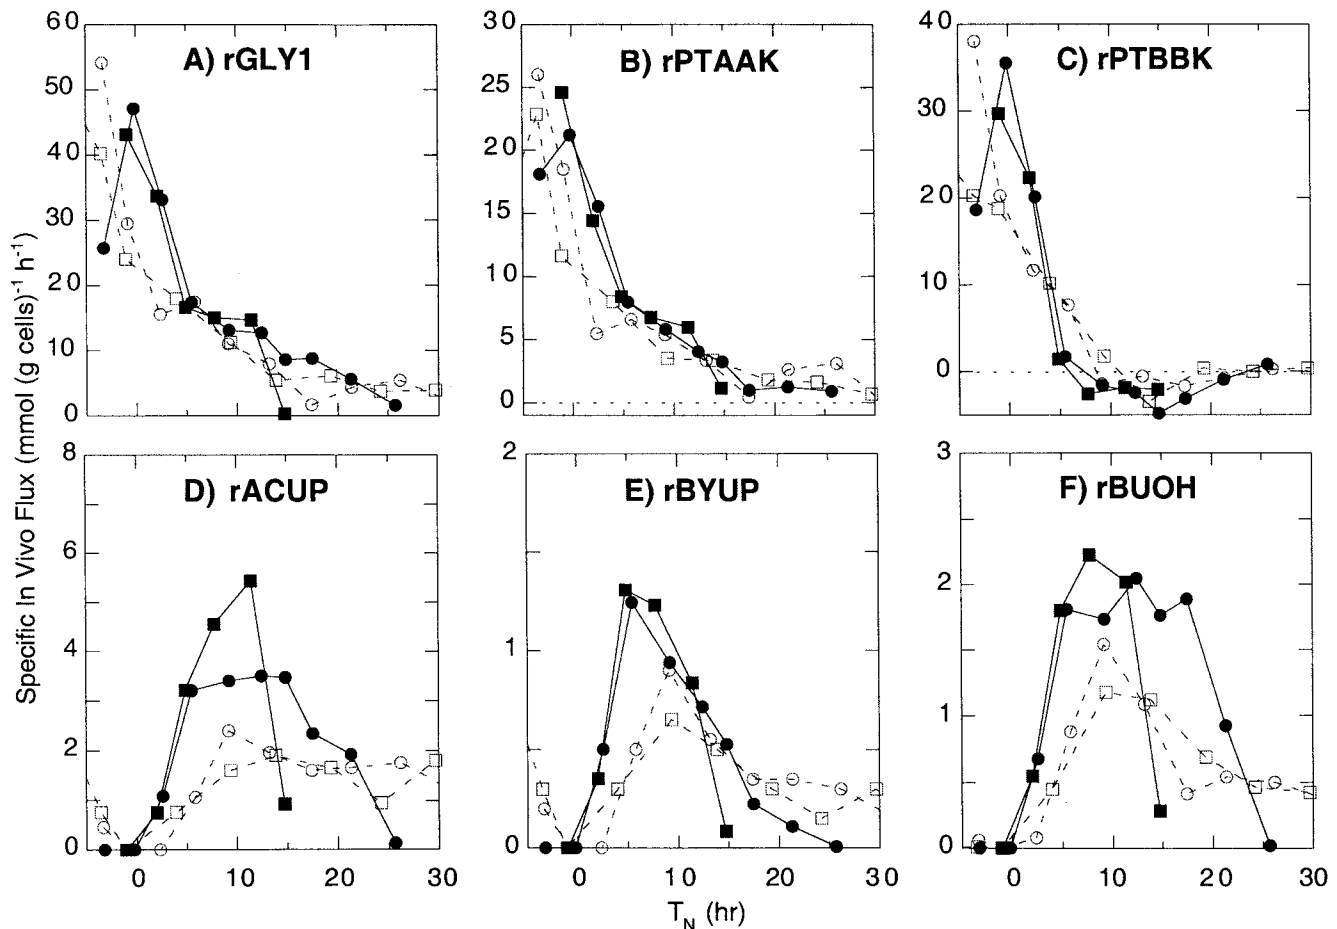 A) rGLY1
B) rPTAAK
C) rPTBBK
60
50
40
30
20
10
0
30
25
20
15
10
5
0
40
30
20
10
0
Specific In Vivo Flux (mmol (g cells)⁻¹ h⁻¹)
D) rACUP
E) rBYUP
F) rBUOH
8
6
4
2
0
2
1
0
3
2
1
0
0 10 20 30
0 10 20 30
0 10 20 30
T_N (hr)